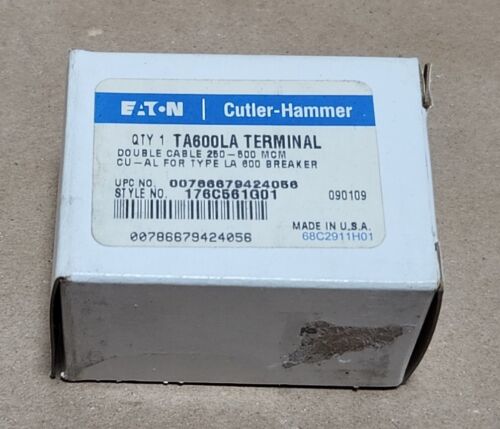 EATON | Cutler-Hammer
QTY 1 TA600LA TERMINAL
DOUBLE CABLE 250-500 MCM
CU-AL FOR TYPE LA 600 BREAKER
UPC NO. 00786679424056
STYLE NO. 176C561G01 090109
MADE IN U.S.A.
00786679424056 68C2911H01